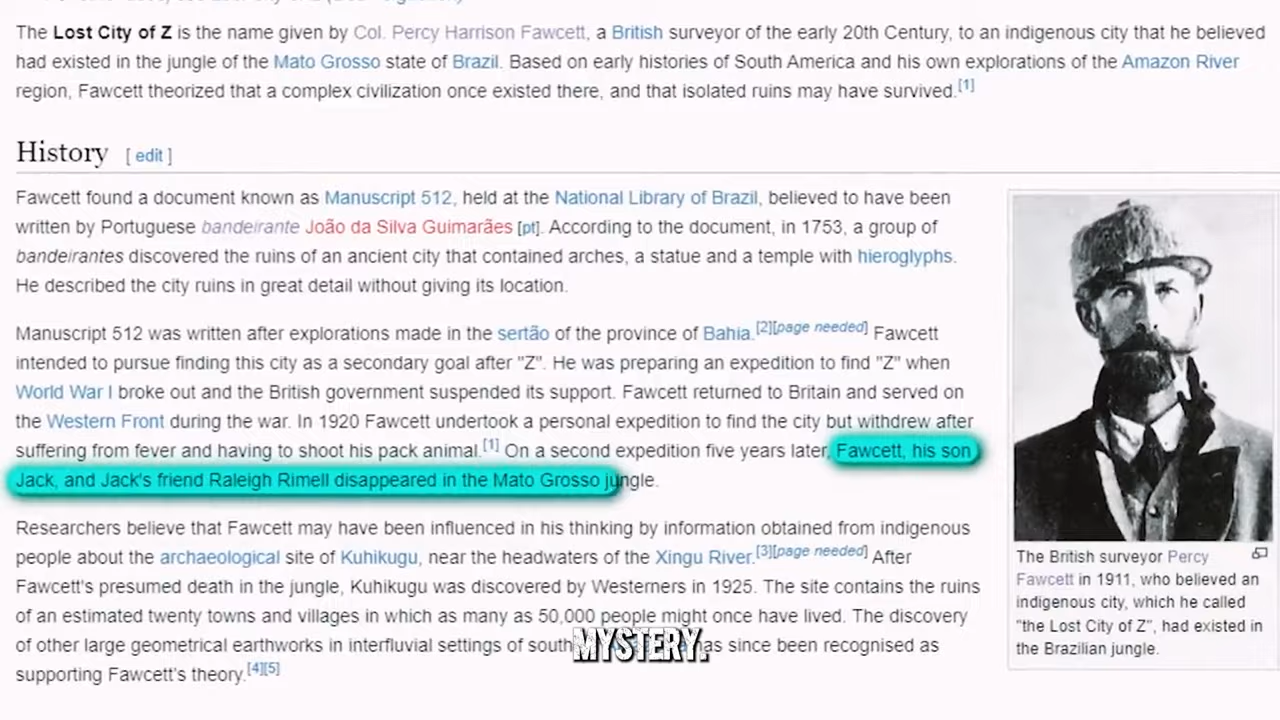 The Lost City of Z is the name given by Col. Percy Harrison Fawcett, a British surveyor of the early 20th Century, to an indigenous city that he believed
had existed in the jungle of the Mato Grosso state of Brazil. Based on early histories of South America and his own explorations of the Amazon River
region, Fawcett theorized that a complex civilization once existed there, and that isolated ruins may have survived.[1]
History [ edit ]
Fawcett found a document known as Manuscript 512, held at the National Library of Brazil, believed to have been
written by Portuguese bandeirante João da Silva Guimarães [pt]. According to the document, in 1753, a group of
bandeirantes discovered the ruins of an ancient city that contained arches, a statue and a temple with hieroglyphs.
He described the city ruins in great detail without giving its location.
Manuscript 512 was written after explorations made in the sertão of the province of Bahia.[2][page needed] Fawcett
intended to pursue finding this city as a secondary goal after "Z". He was preparing an expedition to find "Z" when
World War I broke out and the British government suspended its support. Fawcett returned to Britain and served on
the Western Front during the war. In 1920 Fawcett undertook a personal expedition to find the city but withdrew after
suffering from fever and having to shoot his pack animal.[1] On a second expedition five years later, Fawcett, his son
Jack, and Jack's friend Raleigh Rimell disappeared in the Mato Grosso jungle.
Researchers believe that Fawcett may have been influenced in his thinking by information obtained from indigenous
people about the archaeological site of Kuhikugu, near the headwaters of the Xingu River.[3][page needed] After
Fawcett's presumed death in the jungle, Kuhikugu was discovered by Westerners in 1925. The site contains the ruins
of an estimated twenty towns and villages in which as many as 50,000 people might once have lived. The discovery
of other large geometrical earthworks in interfluvial settings of south has since been recognised as
supporting Fawcett's theory.[4][5]
MYSTERY.
The British surveyor Percy
Fawcett in 1911, who believed an
indigenous city, which he called
"the Lost City of Z", had existed in
the Brazilian jungle.